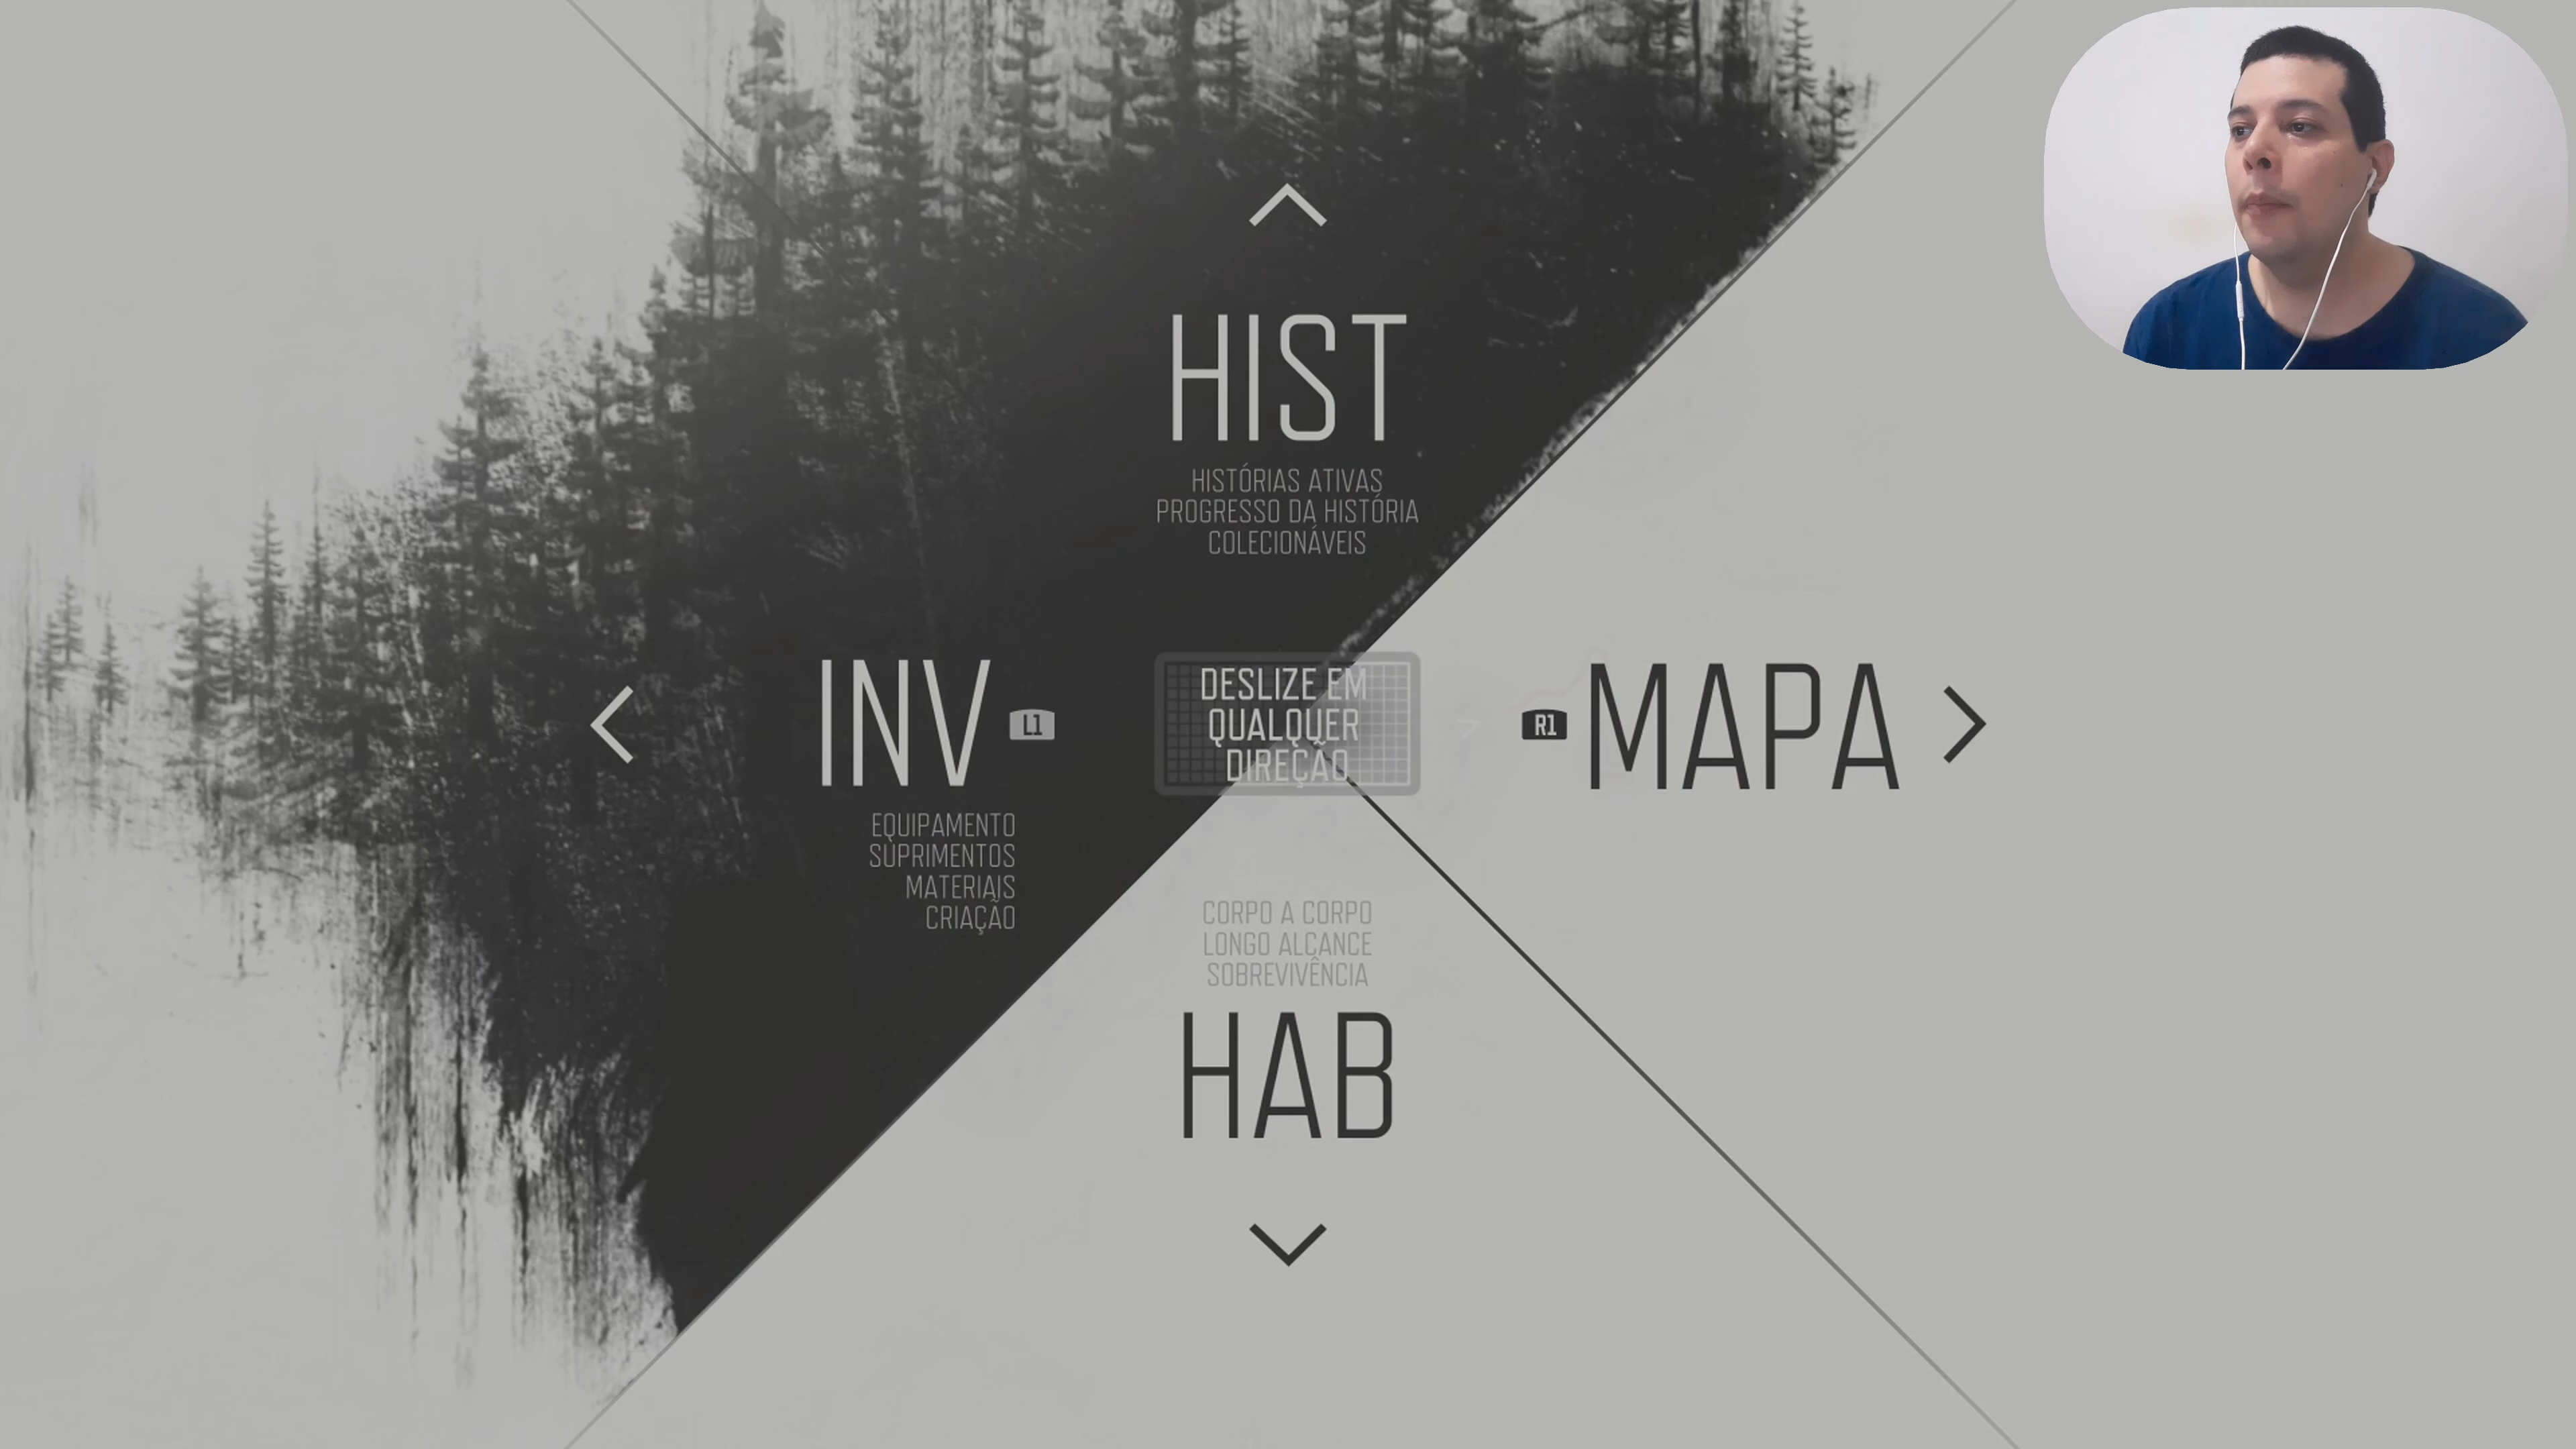 HIST
HISTÓRIAS ATIVAS
PROGRESSO DA HISTÓRIA
COLECIONÁVEIS
INV
L1
EQUIPAMENTO
SUPRIMENTOS
MATERIAIS
CRIAÇÃO
DESLIZE EM
QUALQUER
DIREÇÃO
R1
MAPA
CORPO A CORPO
LONGO ALCANCE
SOBREVIVÊNCIA
HAB